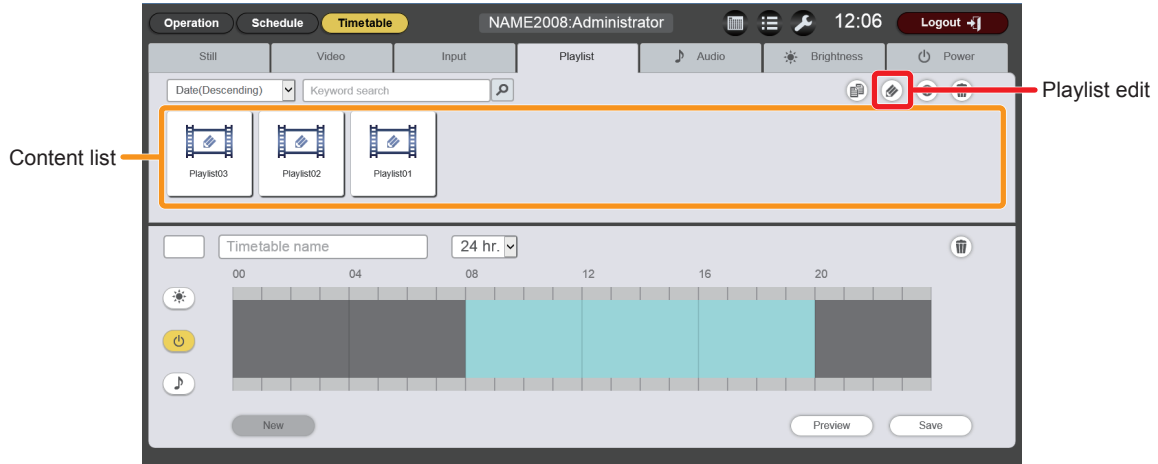 Operation Schedule Timetable NAME2008:Administrator 12:06 Logout
Still Video Input Playlist Audio Brightness Power
Date(Descending) Keyword search
Playlist edit
Content list
Playlist03 Playlist02 Playlist01
Timetable name 24 hr.
00 04 08 12 16 20
New Preview Save